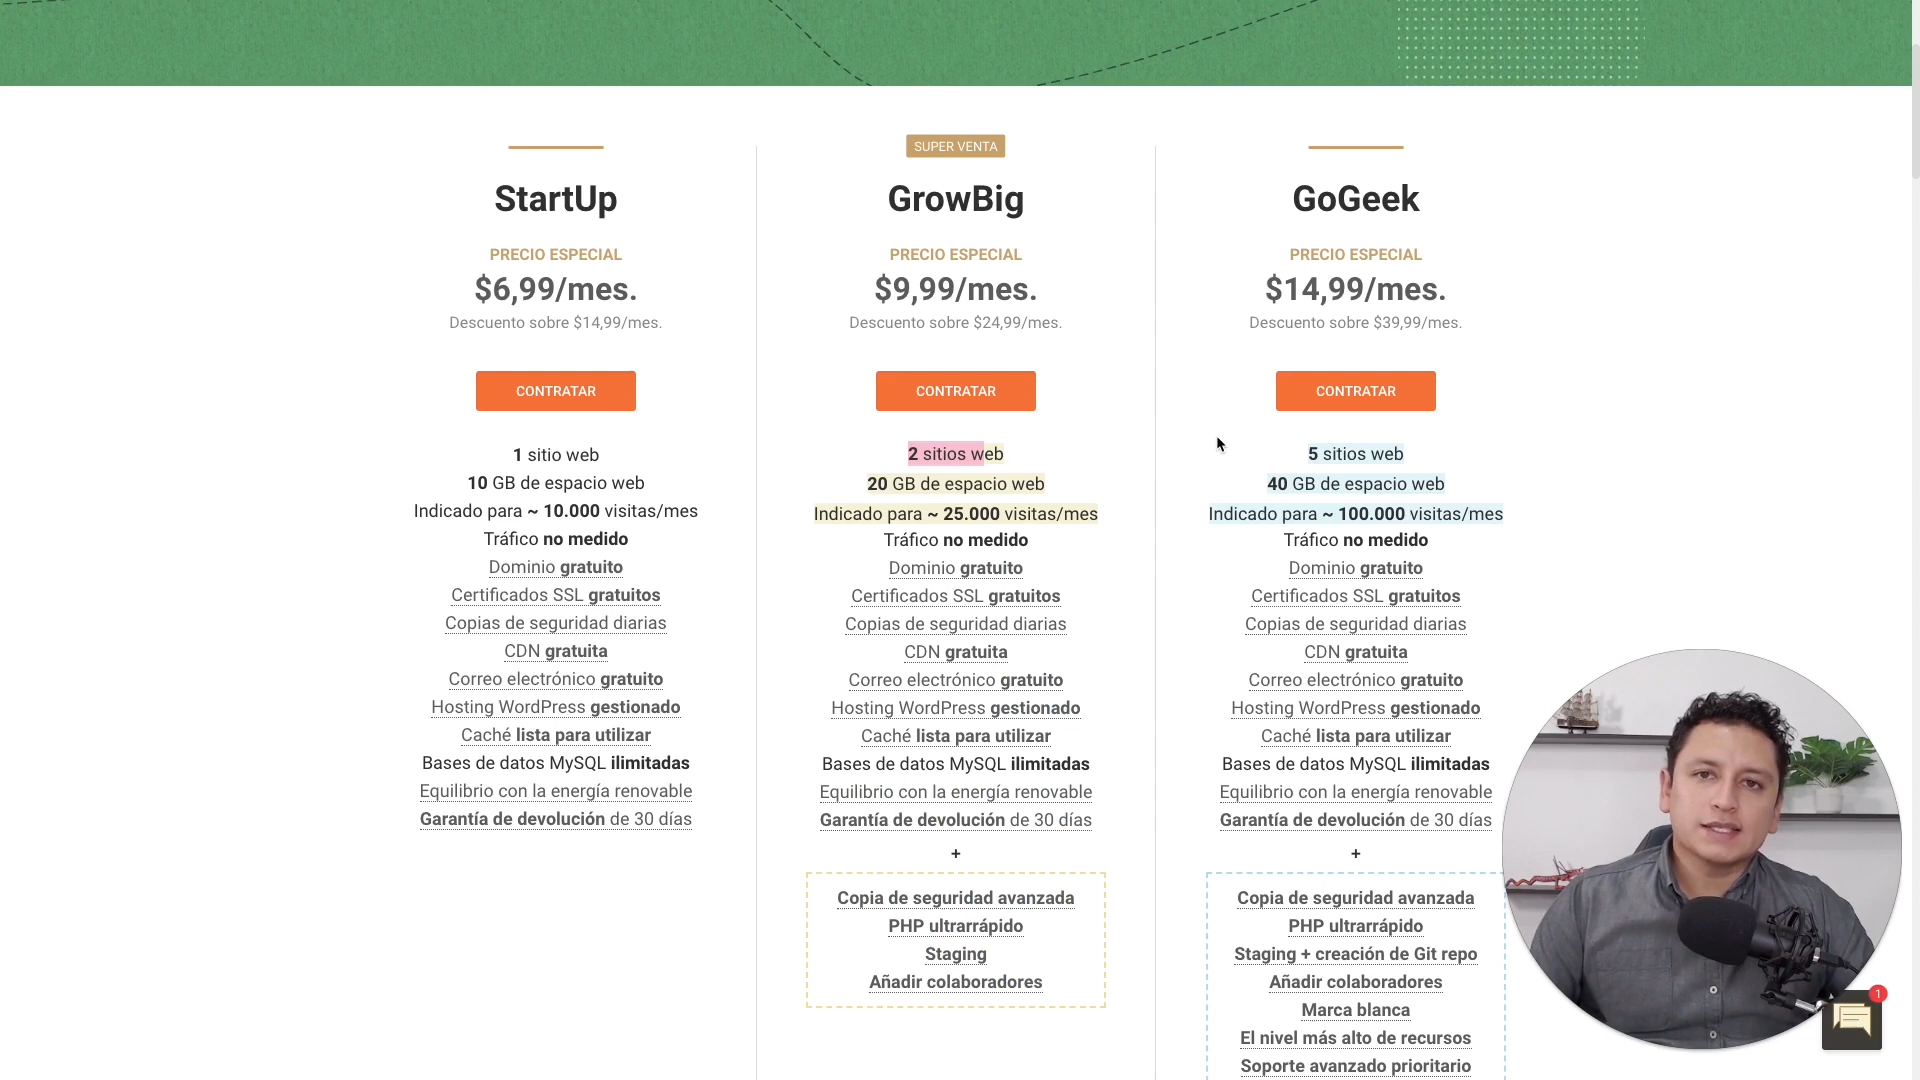 StartUp
PRECIO ESPECIAL
$6,99/mes.
Descuento sobre $14,99/mes.
CONTRATAR
1 sitio web
10 GB de espacio web
Indicado para ~ 10.000 visitas/mes
Tráfico no medido
Dominio gratuito
Certificados SSL gratuitos
Copias de seguridad diarias
CDN gratuita
Correo electrónico gratuito
Hosting WordPress gestionado
Caché lista para utilizar
Bases de datos MySQL ilimitadas
Equilibrio con la energía renovable
Garantía de devolución de 30 días
SUPER VENTA
GrowBig
PRECIO ESPECIAL
$9,99/mes.
Descuento sobre $24,99/mes.
CONTRATAR
2 sitios web
20 GB de espacio web
Indicado para ~ 25.000 visitas/mes
Tráfico no medido
Dominio gratuito
Certificados SSL gratuitos
Copias de seguridad diarias
CDN gratuita
Correo electrónico gratuito
Hosting WordPress gestionado
Caché lista para utilizar
Bases de datos MySQL ilimitadas
Equilibrio con la energía renovable
Garantía de devolución de 30 días
+
Copia de seguridad avanzada
PHP ultrarrápido
Staging
Añadir colaboradores
GoGeek
PRECIO ESPECIAL
$14,99/mes.
Descuento sobre $39,99/mes.
CONTRATAR
5 sitios web
40 GB de espacio web
Indicado para ~ 100.000 visitas/mes
Tráfico no medido
Dominio gratuito
Certificados SSL gratuitos
Copias de seguridad diarias
CDN gratuita
Correo electrónico gratuito
Hosting WordPress gestionado
Caché lista para utilizar
Bases de datos MySQL ilimitadas
Equilibrio con la energía renovable
Garantía de devolución de 30 días
+
Copia de seguridad avanzada
PHP ultrarrápido
Staging + creación de Git repo
Añadir colaboradores
Marca blanca
El nivel más alto de recursos
Soporte avanzado prioritario
1